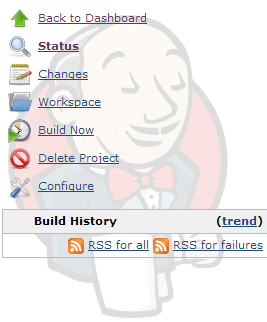 Back to Dashboard
Status
Changes
Workspace
Build Now
Delete Project
Configure
Build History (trend)
RSS for all RSS for failures